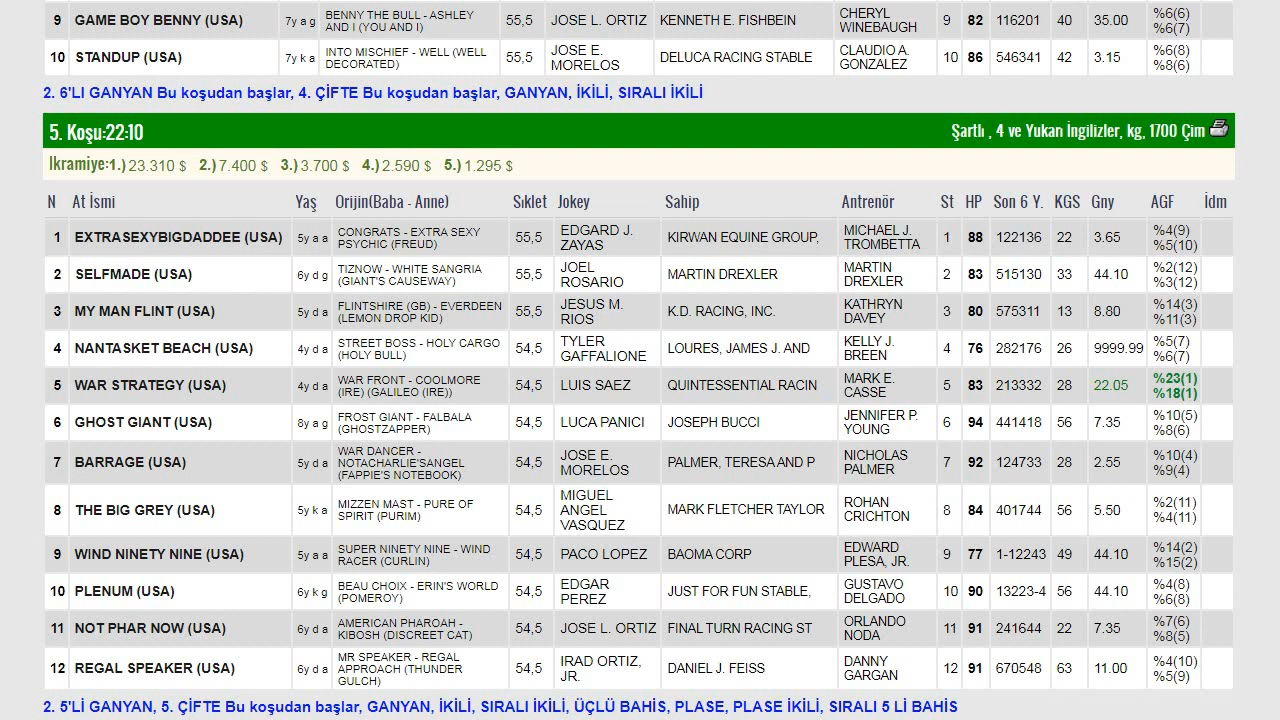 9 GAME BOY BENNY (USA) 7y a g BENNY THE BULL - ASHLEY AND I (YOU AND I) 55,5 JOSE L. ORTIZ KENNETH E. FISHBEIN CHERYL WINEBAUGH 9 82 116201 40 35.00 %6(6) %6(7)
10 STANDUP (USA) 7y k a INTO MISCHIEF - WELL (WELL DECORATED) 55,5 JOSE E. MORELOS DELUCA RACING STABLE CLAUDIO A. GONZALEZ 10 86 546341 42 3.15 %6(8) %8(6)
2. 6'LI GANYAN Bu koşudan başlar, 4. ÇİFTE Bu koşudan başlar, GANYAN, İKİLİ, SIRALI İKİLİ
5. Koşu:22:10 Şartlı , 4 ve Yukarı İngilizler, kg, 1700 Çim
İkramiye:1.) 23.310 $ 2.) 7.400 $ 3.) 3.700 $ 4.) 2.590 $ 5.) 1.295 $
N At İsmi Yaş Orijin(Baba - Anne) Sıklet Jokey Sahip Antrenör St HP Son 6 Y. KGS Gny AGF İdm
1 EXTRASEXYBIGDADDEE (USA) 5y a a CONGRATS - EXTRA SEXY PSYCHIC (FREUD) 55,5 EDGARD J. ZAYAS KIRWAN EQUINE GROUP, MICHAEL J. TROMBETTA 1 88 122136 22 3.65 %4(9) %5(10)
2 SELFMADE (USA) 6y d g TIZNOW - WHITE SANGRIA (GIANT'S CAUSEWAY) 55,5 JOEL ROSARIO MARTIN DREXLER MARTIN DREXLER 2 83 515130 33 44.10 %2(12) %3(12)
3 MY MAN FLINT (USA) 5y d a FLINTSHIRE (GB) - EVERDEEN (LEMON DROP KID) 55,5 JESUS M. RIOS K.D. RACING, INC. KATHRYN DAVEY 3 80 575311 13 8.80 %14(3) %11(3)
4 NANTASKET BEACH (USA) 4y d a STREET BOSS - HOLY CARGO (HOLY BULL) 54,5 TYLER GAFFALIONE LOURES, JAMES J. AND KELLY J. BREEN 4 76 282176 26 9999.99 %5(7) %6(7)
5 WAR STRATEGY (USA) 4y d a WAR FRONT - COOLMORE (IRE) (GALILEO (IRE)) 54,5 LUIS SAEZ QUINTESSENTIAL RACIN MARK E. CASSE 5 83 213332 28 22.05 %23(1) %18(1)
6 GHOST GIANT (USA) 8y a g FROST GIANT - FALBALA (GHOSTZAPPER) 54,5 LUCA PANICI JOSEPH BUCCI JENNIFER P. YOUNG 6 94 441418 56 7.35 %10(5) %8(6)
7 BARRAGE (USA) 5y d a WAR DANCER - NOTACHARLIE'SANGEL (FAPPIE'S NOTEBOOK) 54,5 JOSE E. MORELOS PALMER, TERESA AND P NICHOLAS PALMER 7 92 124733 28 2.55 %10(4) %9(4)
8 THE BIG GREY (USA) 5y k a MIZZEN MAST - PURE OF SPIRIT (PURIM) 54,5 MIGUEL ANGEL VASQUEZ MARK FLETCHER TAYLOR ROHAN CRICHTON 8 84 401744 56 5.50 %2(11) %4(11)
9 WIND NINETY NINE (USA) 5y a a SUPER NINETY NINE - WIND RACER (CURLIN) 54,5 PACO LOPEZ BAOMA CORP EDWARD PLESA, JR. 9 77 1-12243 49 44.10 %14(2) %15(2)
10 PLENUM (USA) 6y k g BEAU CHOIX - ERIN'S WORLD (POMEROY) 54,5 EDGAR PEREZ JUST FOR FUN STABLE, GUSTAVO DELGADO 10 90 13223-4 56 44.10 %4(8) %6(8)
11 NOT PHAR NOW (USA) 6y d a AMERICAN PHAROAH - KIBOSH (DISCREET CAT) 54,5 JOSE L. ORTIZ FINAL TURN RACING ST ORLANDO NODA 11 91 241644 22 7.35 %7(6) %8(5)
12 REGAL SPEAKER (USA) 6y d a MR SPEAKER - REGAL APPROACH (THUNDER GULCH) 54,5 IRAD ORTIZ, JR. DANIEL J. FEISS DANNY GARGAN 12 91 670548 63 11.00 %4(10) %5(9)
2. 5'Lİ GANYAN, 5. ÇİFTE Bu koşudan başlar, GANYAN, İKİLİ, SIRALI İKİLİ, ÜÇLÜ BAHİS, PLASE, PLASE İKİLİ, SIRALI 5 Lİ BAHİS